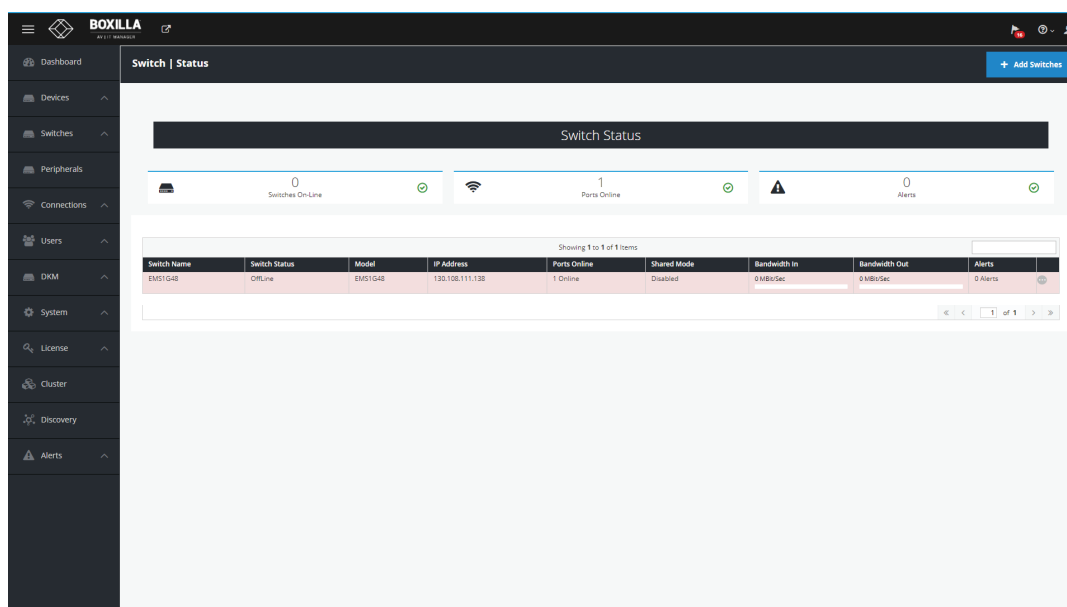 BOXILLA
AV | IT MANAGER
16
Dashboard
Switch | Status
+ Add Switches
Devices
Switches
Switch Status
Peripherals
0
Switches On-Line
1
Ports Online
0
Alerts
Connections
Users
Showing 1 to 1 of 1 items
Switch Name Switch Status Model IP Address Ports Online Shared Mode Bandwidth In Bandwidth Out Alerts
EMS1G48 OffLine EMS1G48 130.108.111.138 1 Online Disabled 0 MBit/Sec 0 MBit/Sec 0 Alerts
DKM
System
« < 1 of 1 > »
License
Cluster
Discovery
Alerts